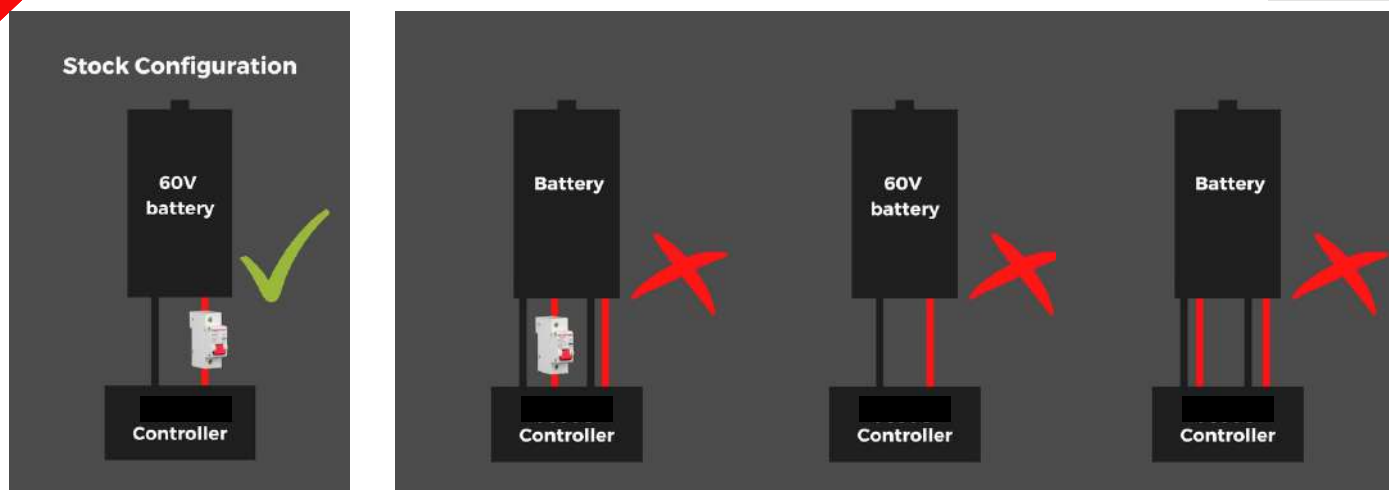 Stock Configuration
60V
battery
Controller
Battery
Controller
60V
battery
Controller
Battery
Controller